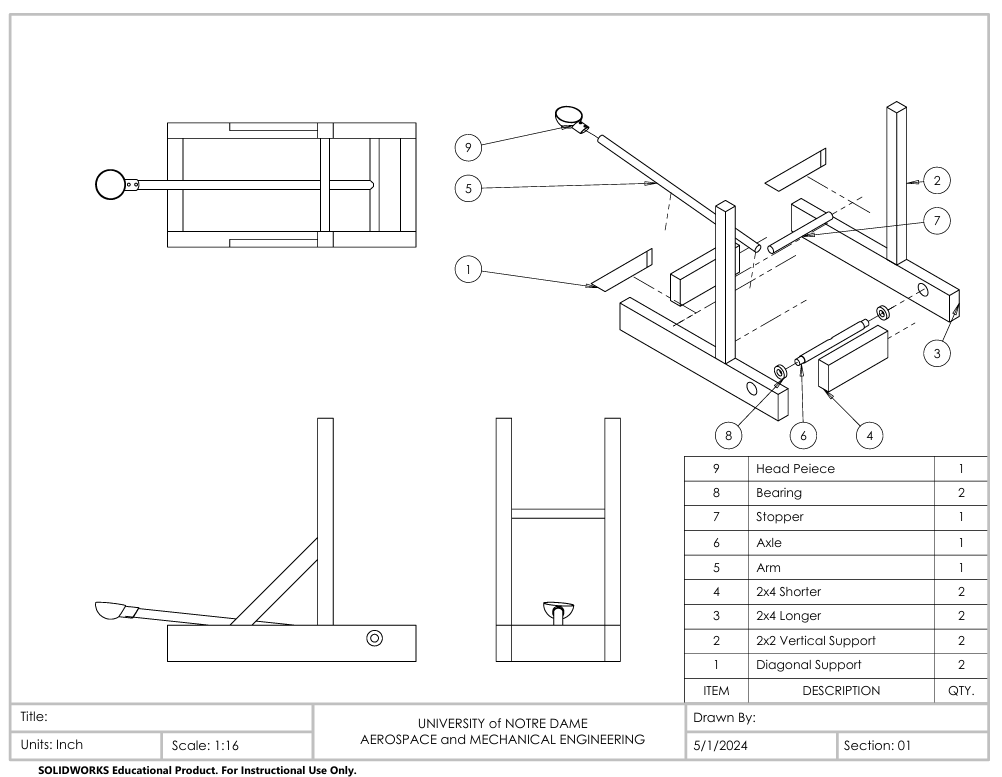 9
5
1
2
7
3
8
6
4
9 Head Peiece 1
8 Bearing 2
7 Stopper 1
6 Axle 1
5 Arm 1
4 2x4 Shorter 2
3 2x4 Longer 2
2 2x2 Vertical Support 2
1 Diagonal Support 2
ITEM DESCRIPTION QTY.
Title:
Units: Inch
Scale: 1:16
UNIVERSITY of NOTRE DAME
AEROSPACE and MECHANICAL ENGINEERING
Drawn By:
5/1/2024
Section: 01
SOLIDWORKS Educational Product. For Instructional Use Only.